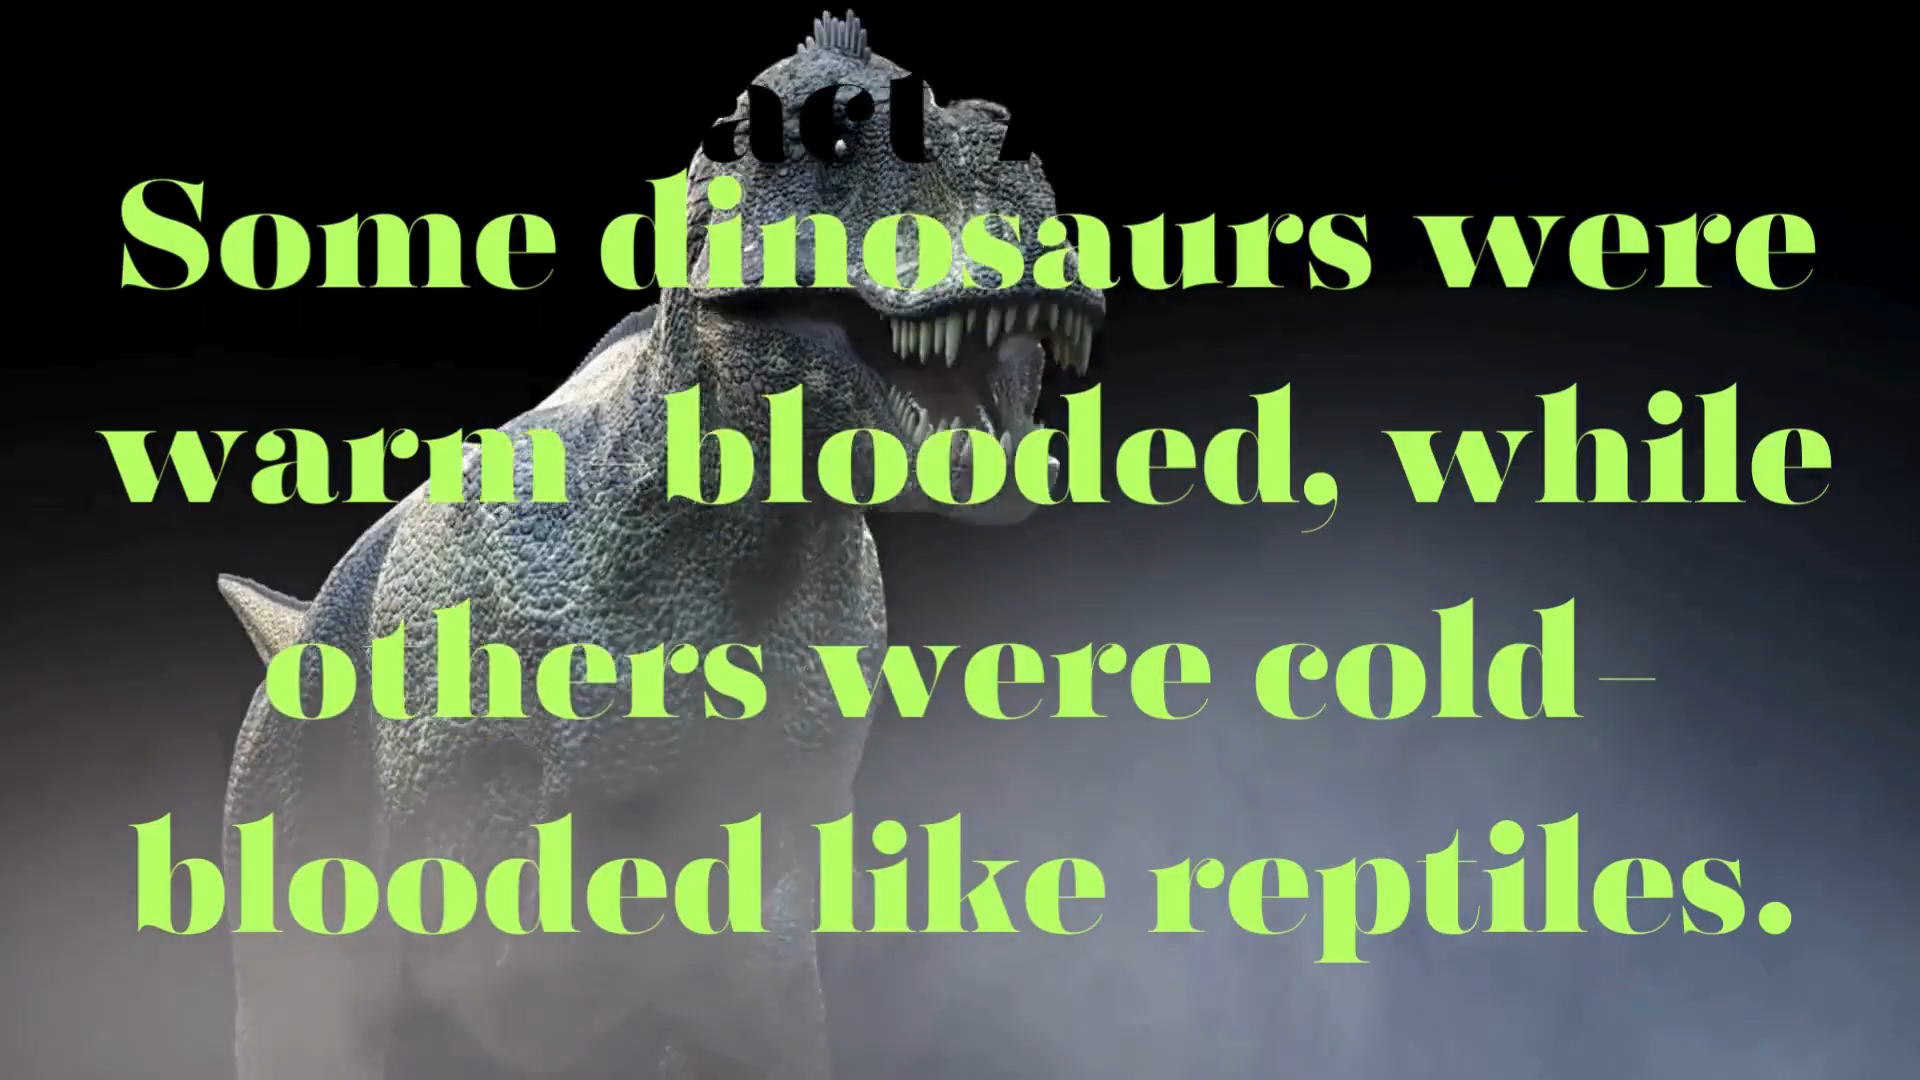 Some dinosaurs were
warm-blooded, while
others were cold-
blooded like reptiles.